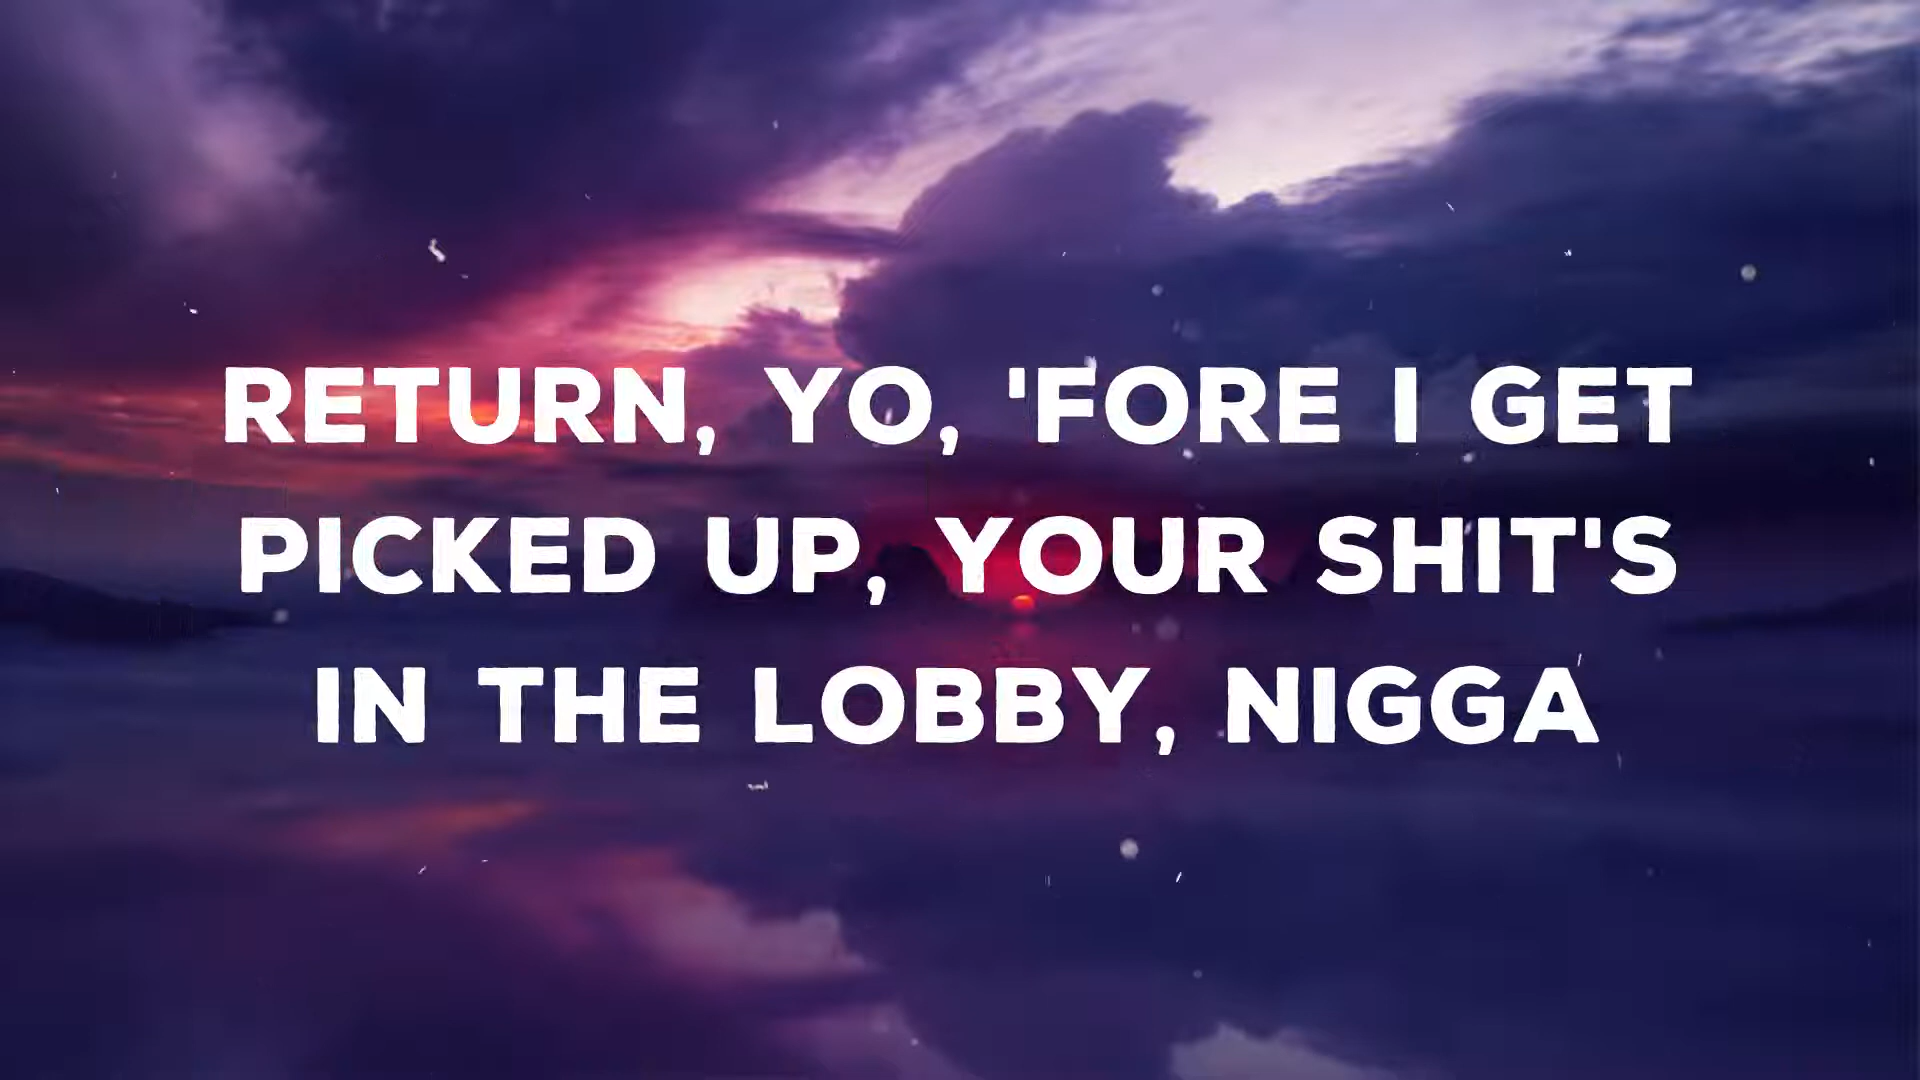 RETURN, YO, 'FORE I GET
PICKED UP, YOUR SHIT'S
IN THE LOBBY, NIGGA